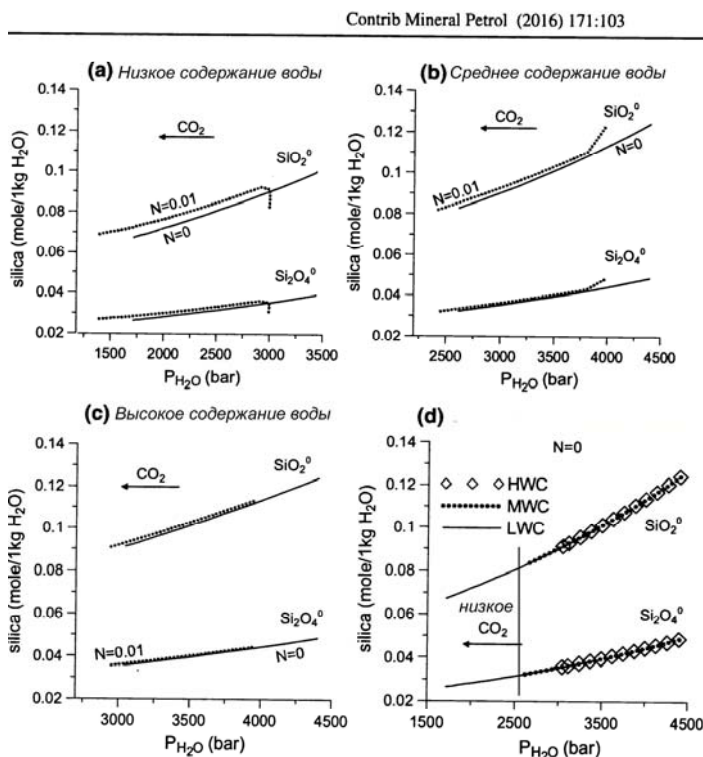 Contrib Mineral Petrol (2016) 171:103
(a) Низкое содержание воды
0.14
0.12
0.1
0.08
0.06
0.04
0.02
silica (mole/1kg H₂O)
CO₂
SiO₂⁰
N=0.01
N=0
Si₂O₄⁰
1500 2000 2500 3000 3500
P_H₂O (bar)
(b) Среднее содержание воды
0.14
0.12
0.1
0.08
0.06
0.04
0.02
silica (mole/1kg H₂O)
CO₂
SiO₂⁰
N=0
N=0.01
Si₂O₄⁰
2500 3000 3500 4000
P_H₂O (bar)
(c) Высокое содержание воды
0.14
0.12
0.1
0.08
0.06
0.04
0.02
silica (mole/1kg H₂O)
CO₂
SiO₂⁰
Si₂O₄⁰
N=0.01
N=0
3000 3500 4000 4500
P_H₂O (bar)
(d)
N=0
0.14
0.12
0.1
0.08
0.06
0.04
0.02
silica (mole/1kg H₂O)
HWC
MWC
LWC
SiO₂⁰
низкое
CO₂
Si₂O₄⁰
1500 2500 3500 4500
P_H₂O (bar)